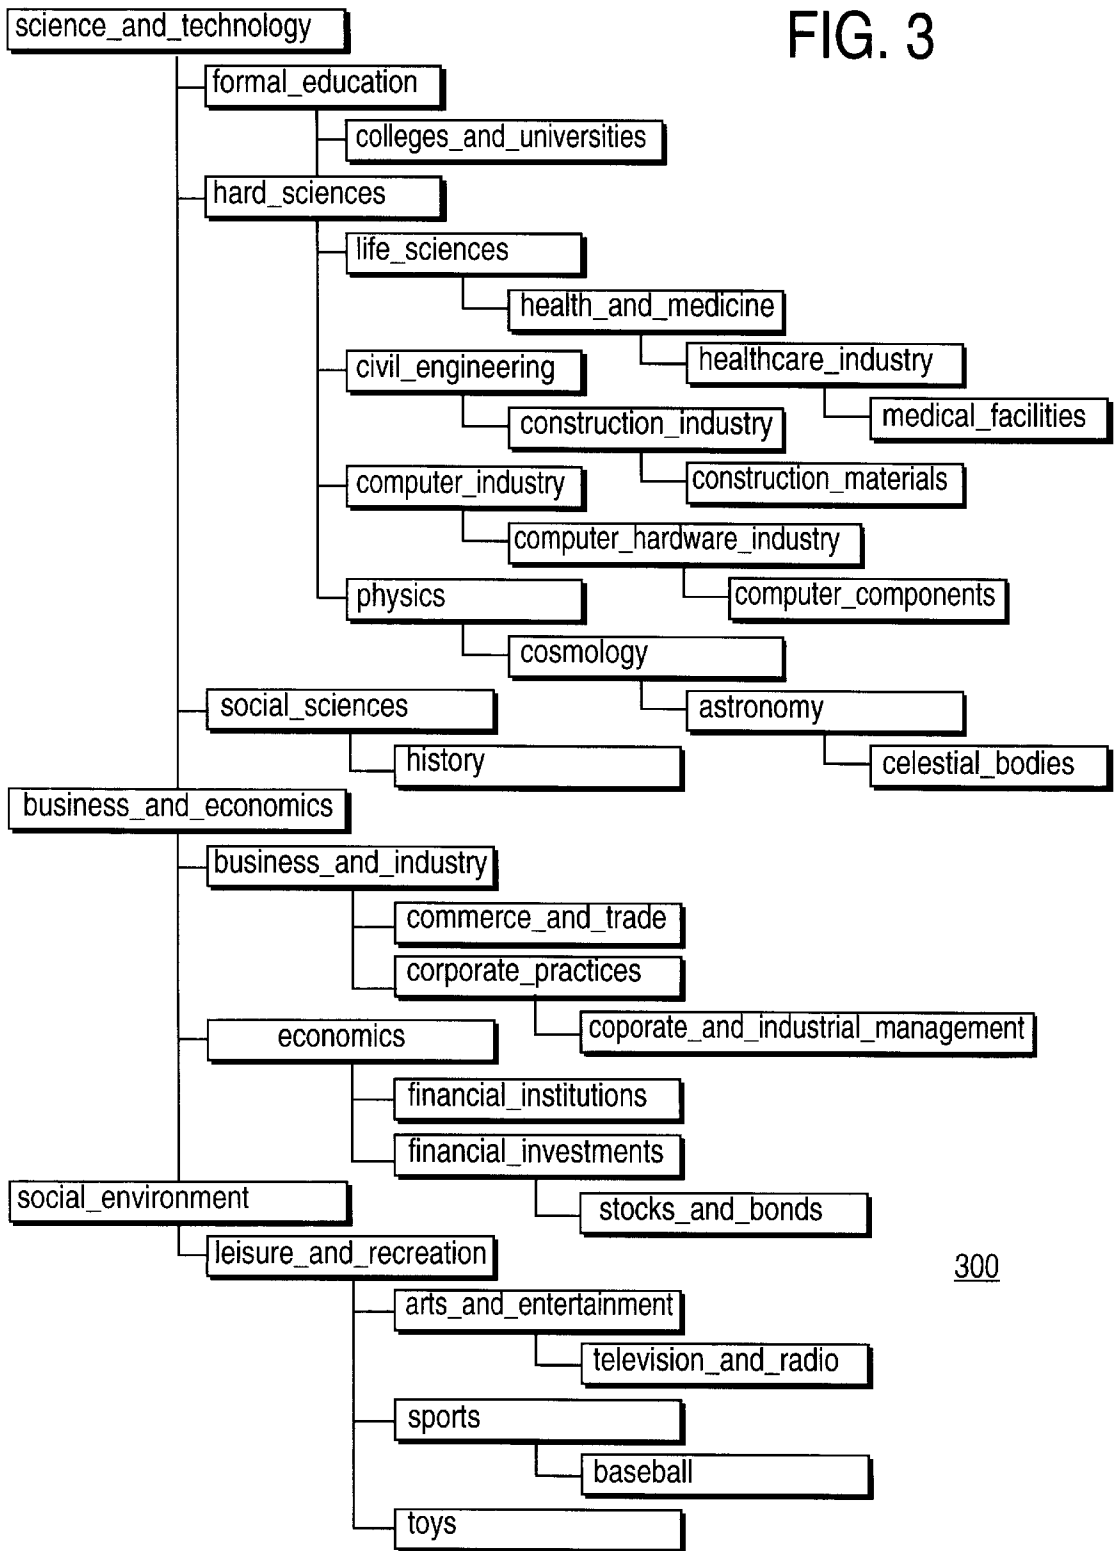 science_and_technology
FIG. 3
formal_education
colleges_and_universities
hard_sciences
life_sciences
health_and_medicine
healthcare_industry
medical_facilities
civil_engineering
construction_industry
construction_materials
computer_industry
computer_hardware_industry
computer_components
physics
cosmology
astronomy
celestial_bodies
social_sciences
history
business_and_economics
business_and_industry
commerce_and_trade
corporate_practices
coporate_and_industrial_management
economics
financial_institutions
financial_investments
stocks_and_bonds
social_environment
leisure_and_recreation
300
arts_and_entertainment
television_and_radio
sports
baseball
toys